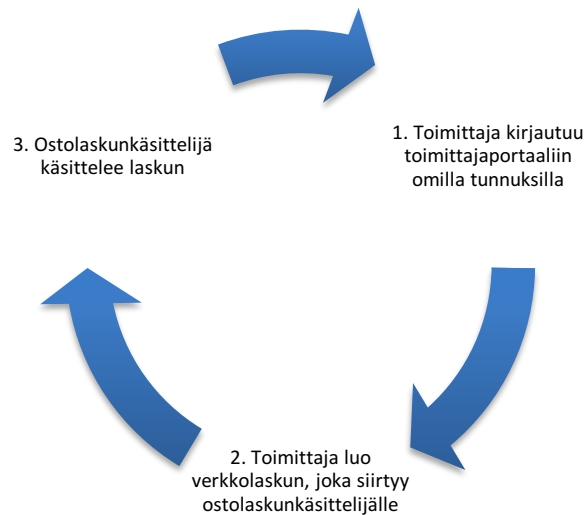 1. Toimittaja kirjautuu
toimittajaportaaliin
omilla tunnuksilla
2. Toimittaja luo
verkkolaskun, joka siirtyy
ostolaskunkäsittelijälle
3. Ostolaskunkäsittelijä
käsittelee laskun